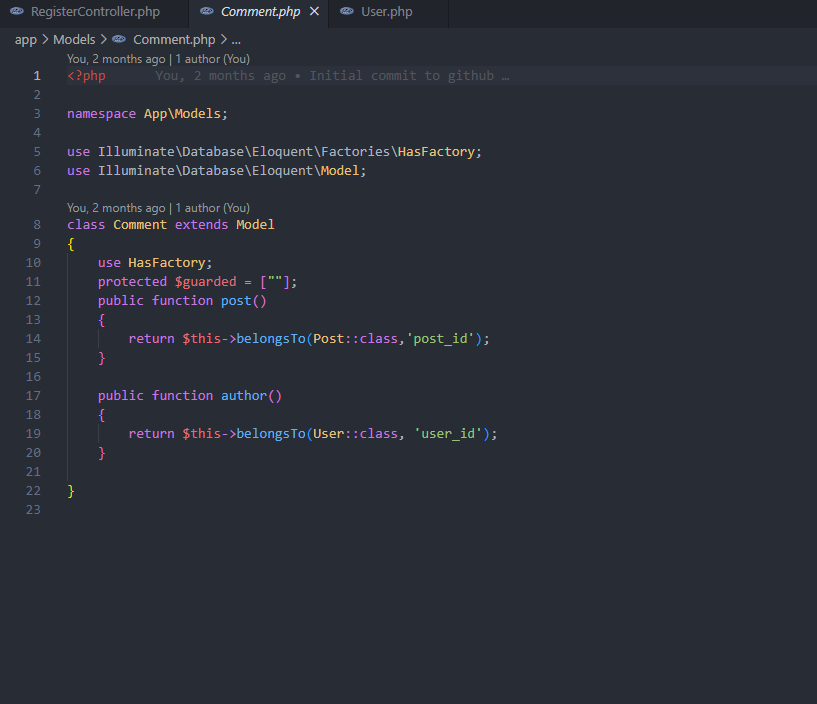 RegisterController.php Comment.php × User.php
app > Models > Comment.php > ...
You, 2 months ago | 1 author (You)
1 <?php You, 2 months ago • Initial commit to github …
2
3 namespace App\Models;
4
5 use Illuminate\Database\Eloquent\Factories\HasFactory;
6 use Illuminate\Database\Eloquent\Model;
7
You, 2 months ago | 1 author (You)
8 class Comment extends Model
9 {
10 use HasFactory;
11 protected $guarded = [""];
12 public function post()
13 {
14 return $this->belongsTo(Post::class,'post_id');
15 }
16
17 public function author()
18 {
19 return $this->belongsTo(User::class, 'user_id');
20 }
21
22 }
23